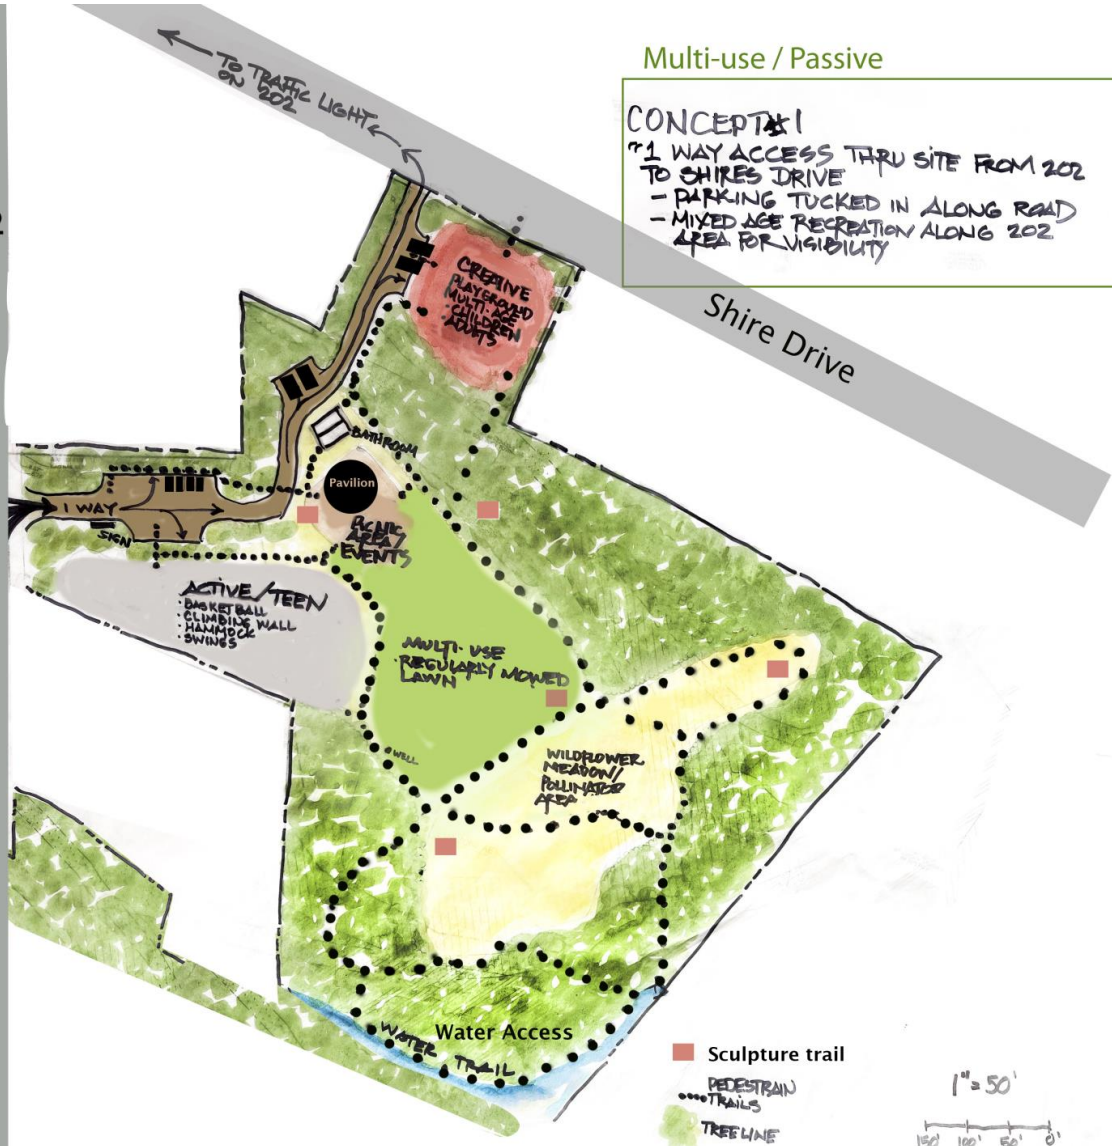 Multi-use / Passive
CONCEPT #1
*1 WAY ACCESS THRU SITE FROM 202
TO SHIRES DRIVE
- PARKING TUCKED IN ALONG ROAD
- MIXED AGE RECREATION ALONG 202
AREA FOR VISIBILITY
TO TRAFFIC LIGHT
ON 202
Shire Drive
CREATIVE
PLAYGROUND
MULTI-AGE
·CHILDREN
ADULTS
BATHROOM
Pavilion
1 WAY
SIGN
PICNIC
AREA/
EVENTS
ACTIVE/TEEN
·BASKETBALL
·CLIMBING WALL
·HAMMOCK
·SWINGS
MULTI-USE
·REGULARLY MOWED
LAWN
WELL
WILDFLOWER
MEADOW/
POLLINATOR
AREA
Water Access
WATER TRAIL
Sculpture trail
PEDESTRAIN
TRAILS
TREELINE
1"=50'
150' 100' 50' 0'